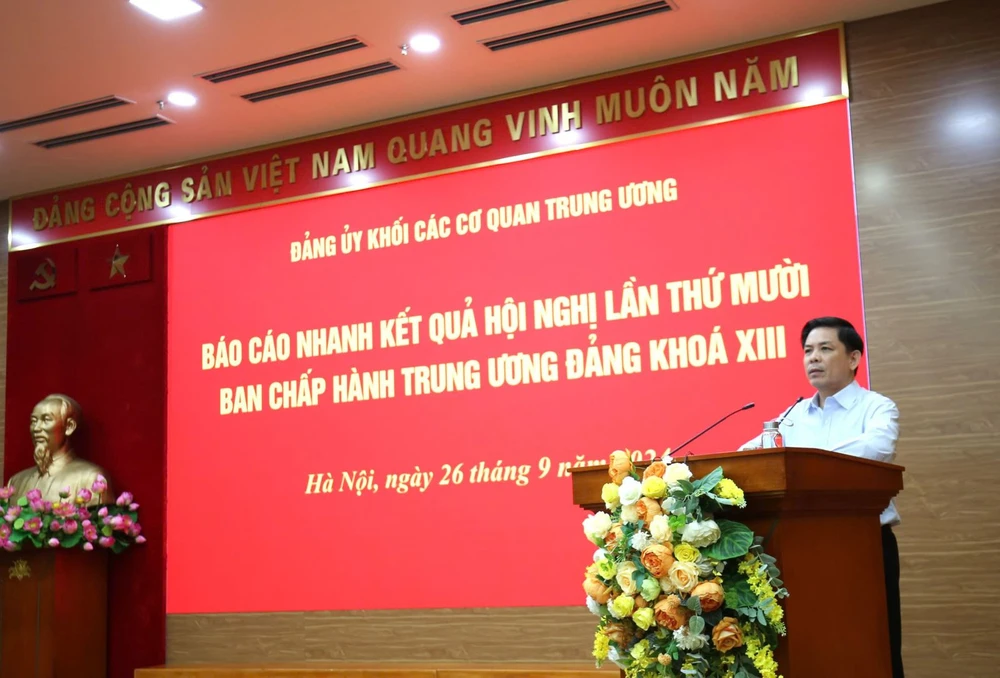 ĐẢNG CỘNG SẢN VIỆT NAM QUANG VINH MUÔN NĂM
ĐẢNG ỦY KHỐI CÁC CƠ QUAN TRUNG ƯƠNG
BÁO CÁO NHANH KẾT QUẢ HỘI NGHỊ LẦN THỨ MƯỜI
BAN CHẤP HÀNH TRUNG ƯƠNG ĐẢNG KHOÁ XIII
Hà Nội, ngày 26 tháng 9 năm